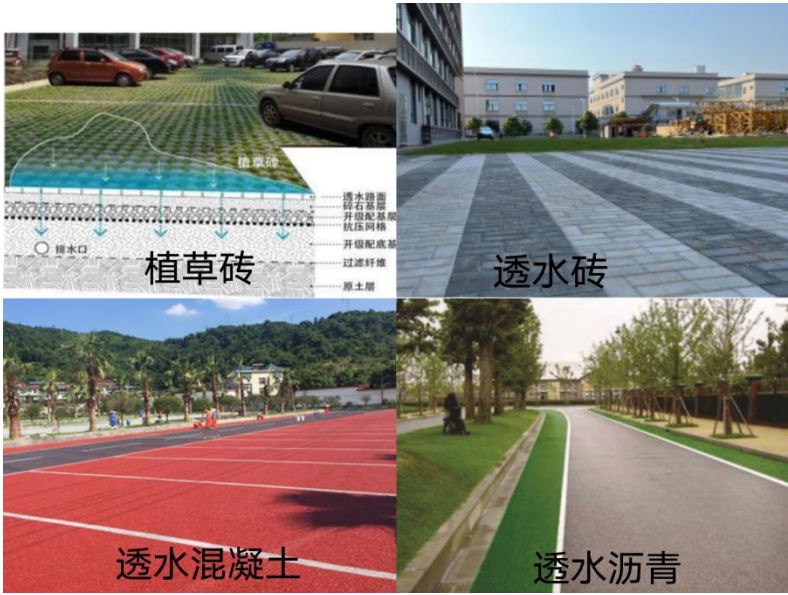 植草砖
透水路面
碎石基层
开级配基层
抗压网格
开级配底基
排水口
过滤纤维
原土层
植草砖
透水砖
透水混凝土
透水沥青